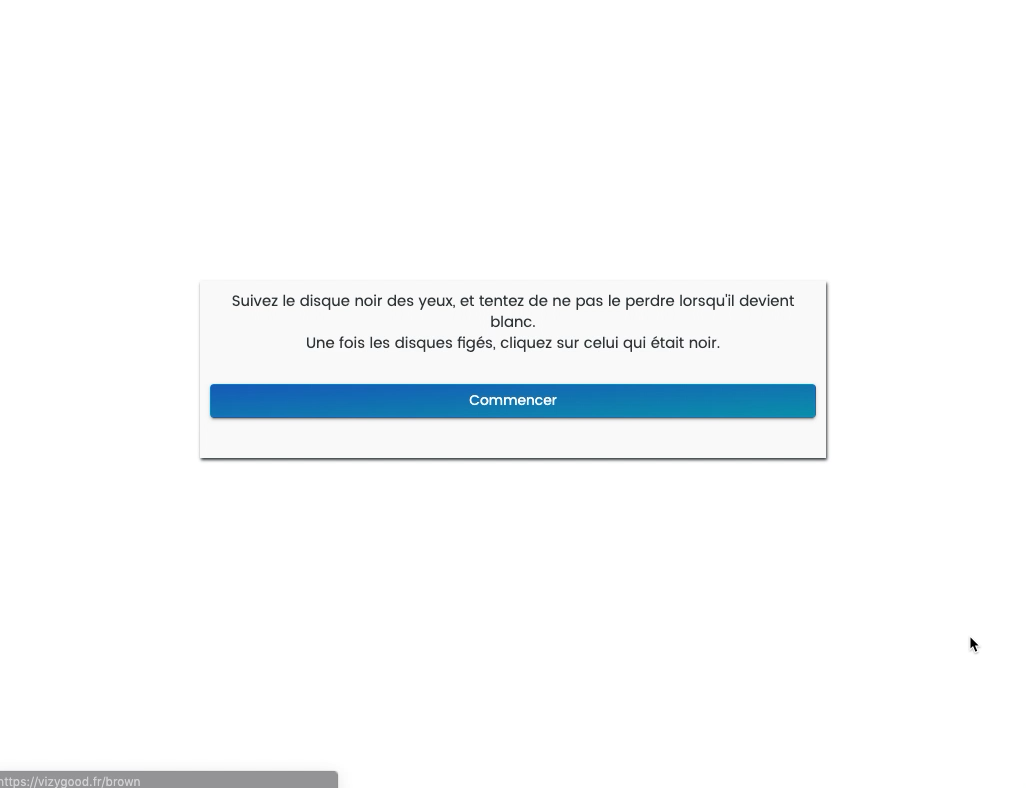 Suivez le disque noir des yeux, et tentez de ne pas le perdre lorsqu'il devient
blanc.
Une fois les disques figés, cliquez sur celui qui était noir.
Commencer
https://vizygood.fr/brown